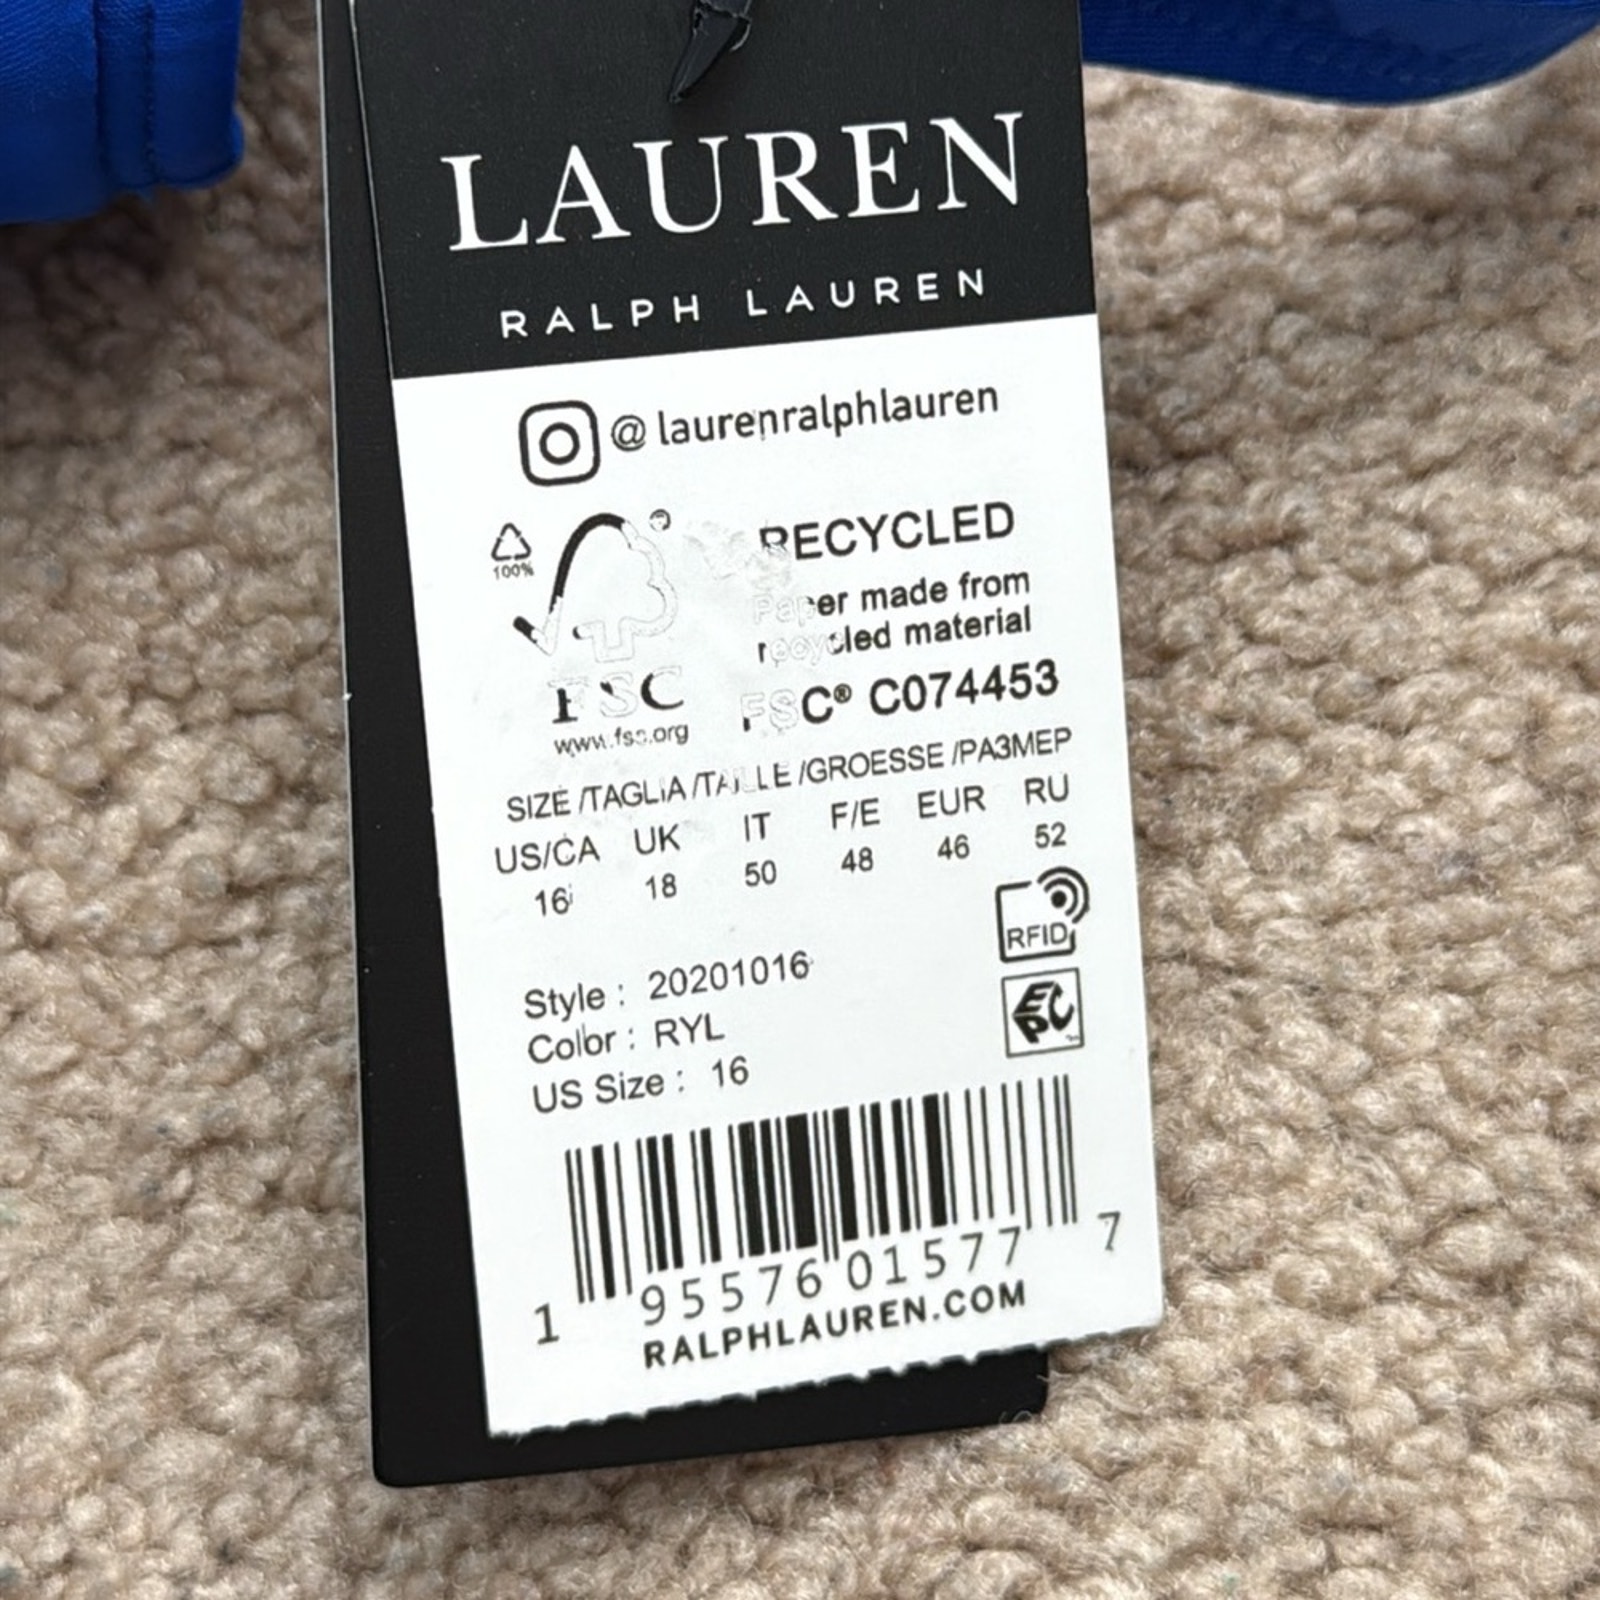 LAUREN
RALPH LAUREN
@ laurenralphlauren
100%
RECYCLED
Paper made from
recycled material
FSC
www.fsc.org
FSC® C074453
SIZE /TAGLIA /TAILLE /GROESSE /РАЗМЕР
US/CA UK IT F/E EUR RU
16 18 50 48 46 52
RFID
Style : 20201016
Color : RYL
EPC
US Size : 16
1 95576 01577 7
RALPHLAUREN.COM